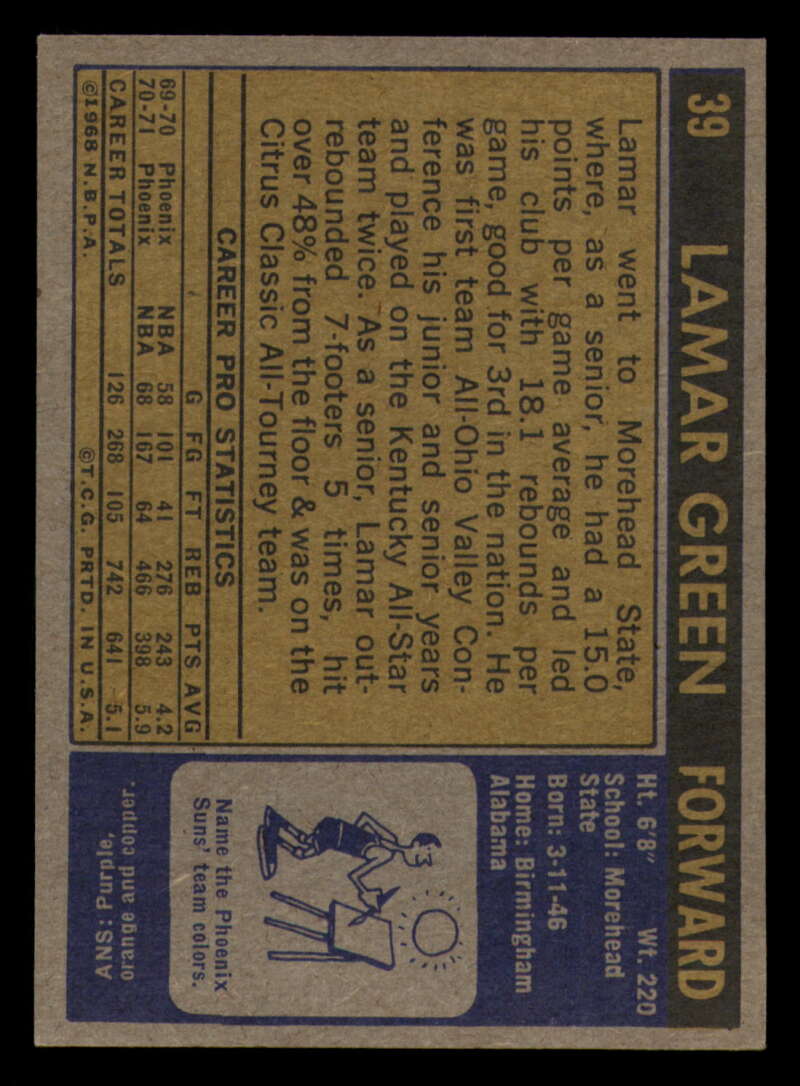 39 LAMAR GREEN FORWARD
Lamar went to Morehead State,
where, as a senior, he had a 15.0
points per game average and led
his club with 18.1 rebounds per
game, good for 3rd in the nation. He
was first team All-Ohio Valley Con-
ference his junior and senior years
and played on the Kentucky All-Star
team twice. As a senior, Lamar out-
rebounded 7-footers 5 times, hit
over 48% from the floor & was on the
Citrus Classic All-Tourney team.
CAREER PRO STATISTICS
G FG FT REB PTS AVG
69-70 Phoenix NBA 58 101 41 276 243 4.2
70-71 Phoenix NBA 68 167 64 466 398 5.9
CAREER TOTALS 126 268 105 742 641 5.1
©1968 N.B.P.A. ©T.C.G. PRTD. IN U.S.A.
Ht. 6'8" Wt. 220
School: Morehead
State
Born: 3-11-46
Home: Birmingham
Alabama
Name the Phoenix
Suns' team colors.
ANS: Purple,
orange and copper.